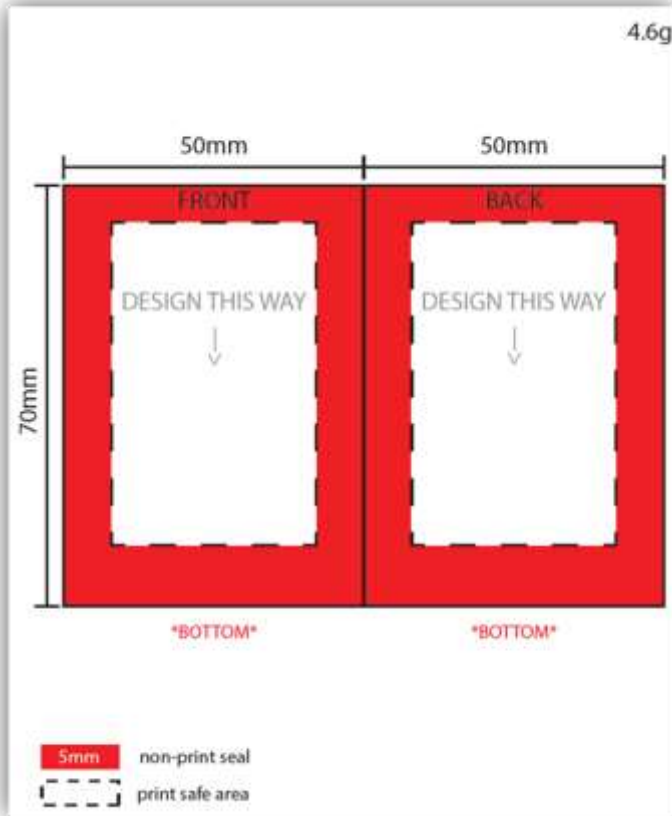 4.6g
50mm 50mm
FRONT BACK
DESIGN THIS WAY DESIGN THIS WAY
70mm
*BOTTOM* *BOTTOM*
5mm non-print seal
print safe area